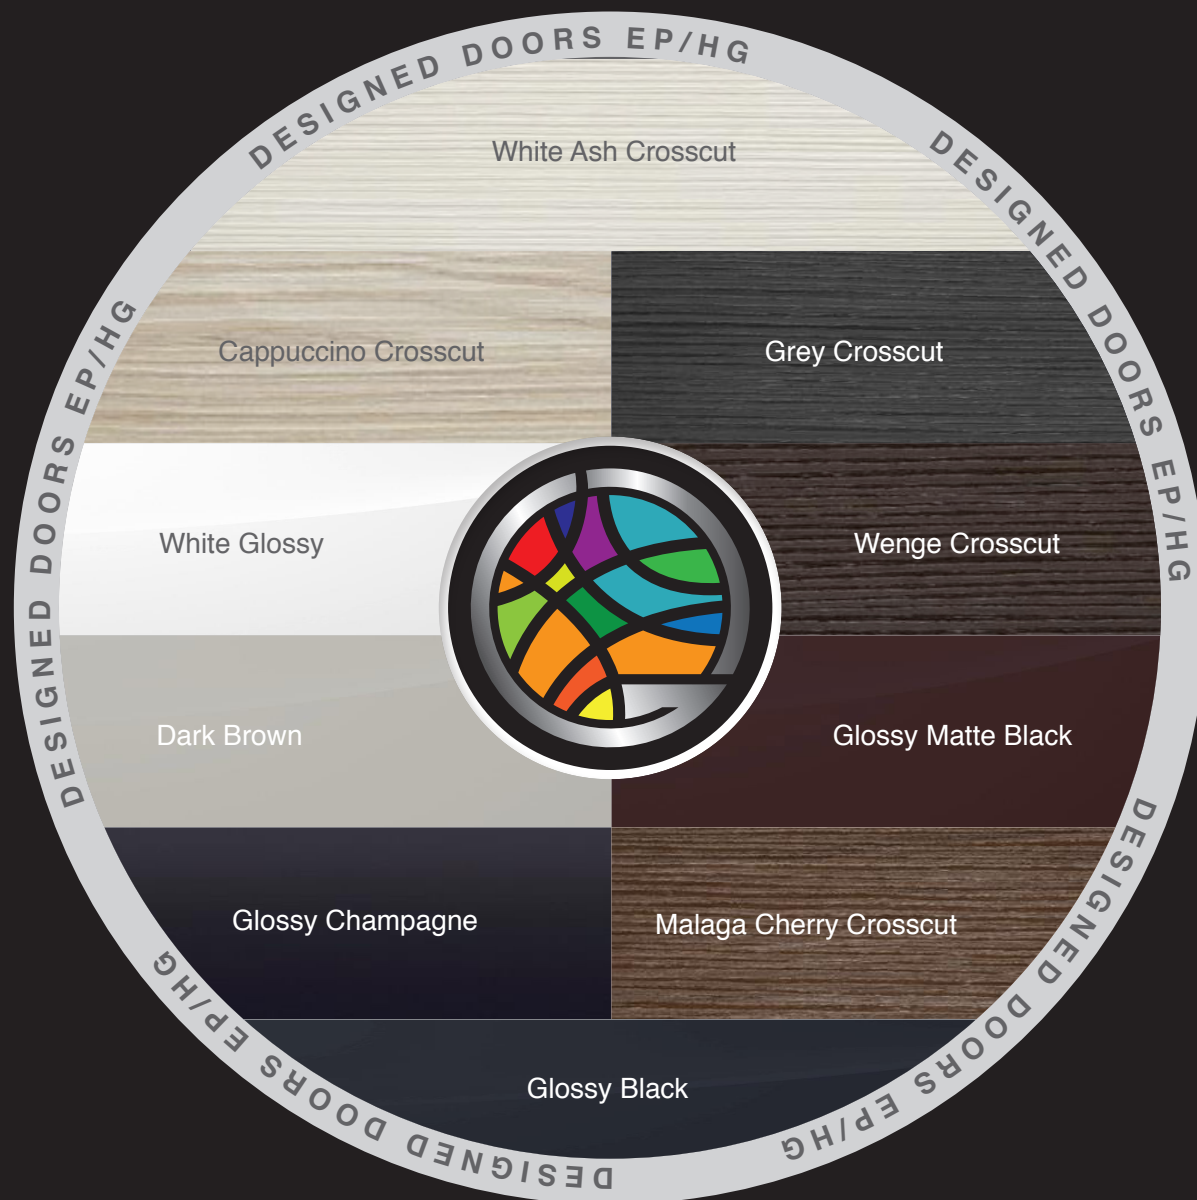 DESIGNED DOORS EP/HG
DESIGNED DOORS EP/HG
DESIGNED DOORS EP/HG
DESIGNED DOORS EP/HG
DESIGNED DOORS EP/HG
White Ash Crosscut
Cappuccino Crosscut
Grey Crosscut
White Glossy
Wenge Crosscut
Dark Brown
Glossy Matte Black
Glossy Champagne
Malaga Cherry Crosscut
Glossy Black